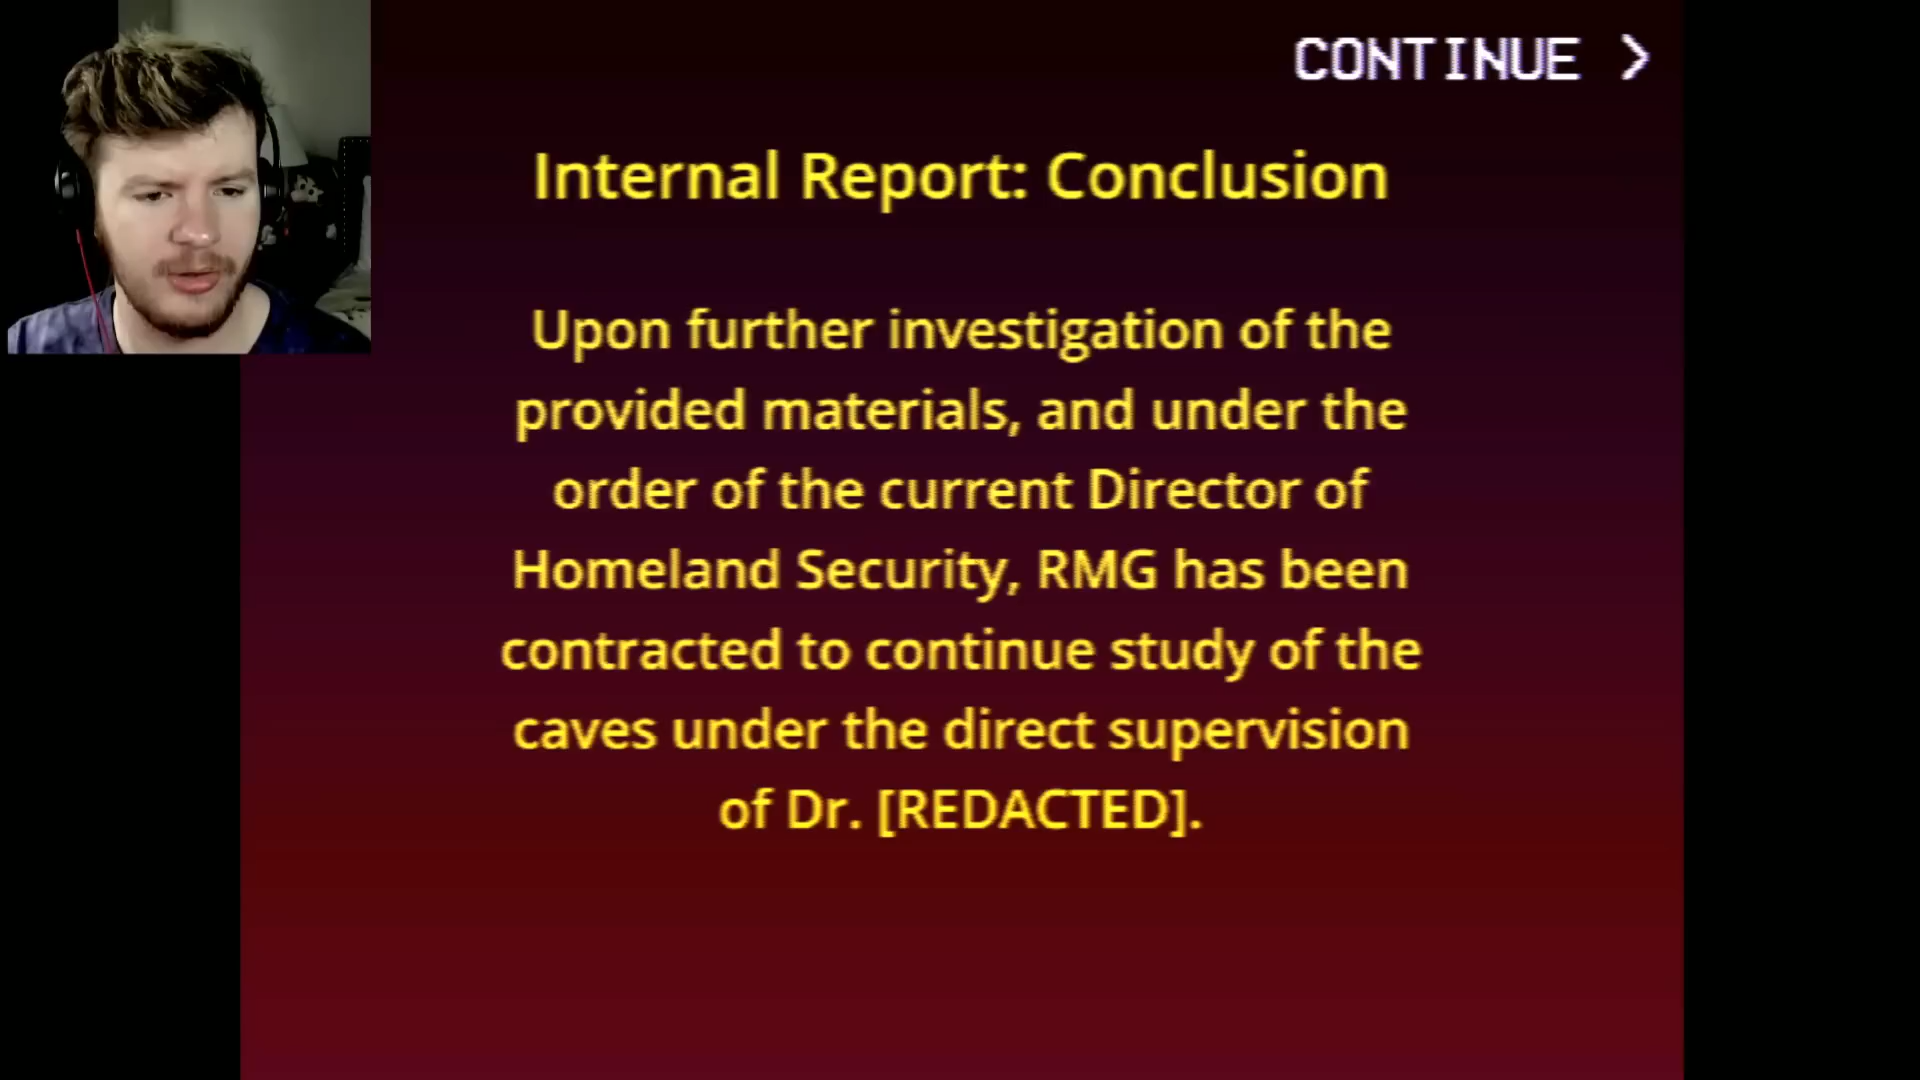 CONTINUE >
Internal Report: Conclusion
Upon further investigation of the
provided materials, and under the
order of the current Director of
Homeland Security, RMG has been
contracted to continue study of the
caves under the direct supervision
of Dr. [REDACTED].